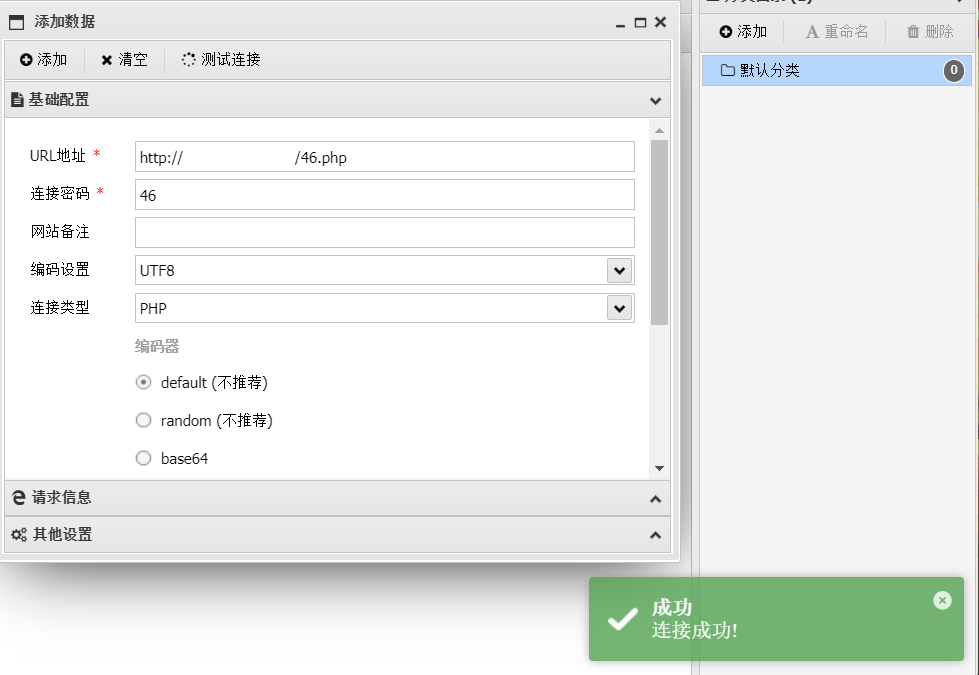 添加数据
添加 清空 测试连接
基础配置
URL地址 * http:// /46.php
连接密码 * 46
网站备注
编码设置 UTF8
连接类型 PHP
编码器
default (不推荐)
random (不推荐)
base64
请求信息
其他设置
添加 重命名 删除
默认分类 0
成功
连接成功!